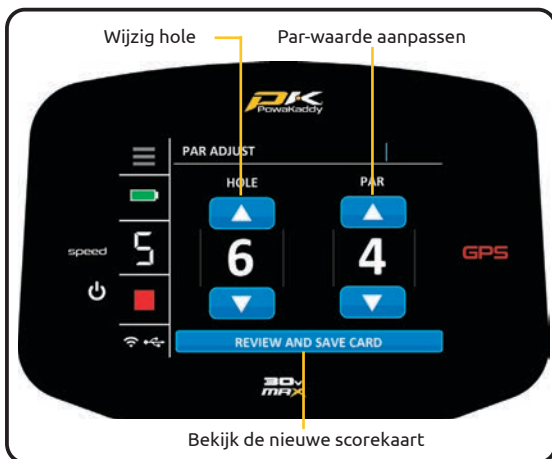 Wijzig hole
Par-waarde aanpassen
PK
PowaKaddy
PAR ADJUST
HOLE
PAR
speed
5
6
4
GPS
REVIEW AND SAVE CARD
30V
MAX
Bekijk de nieuwe scorekaart